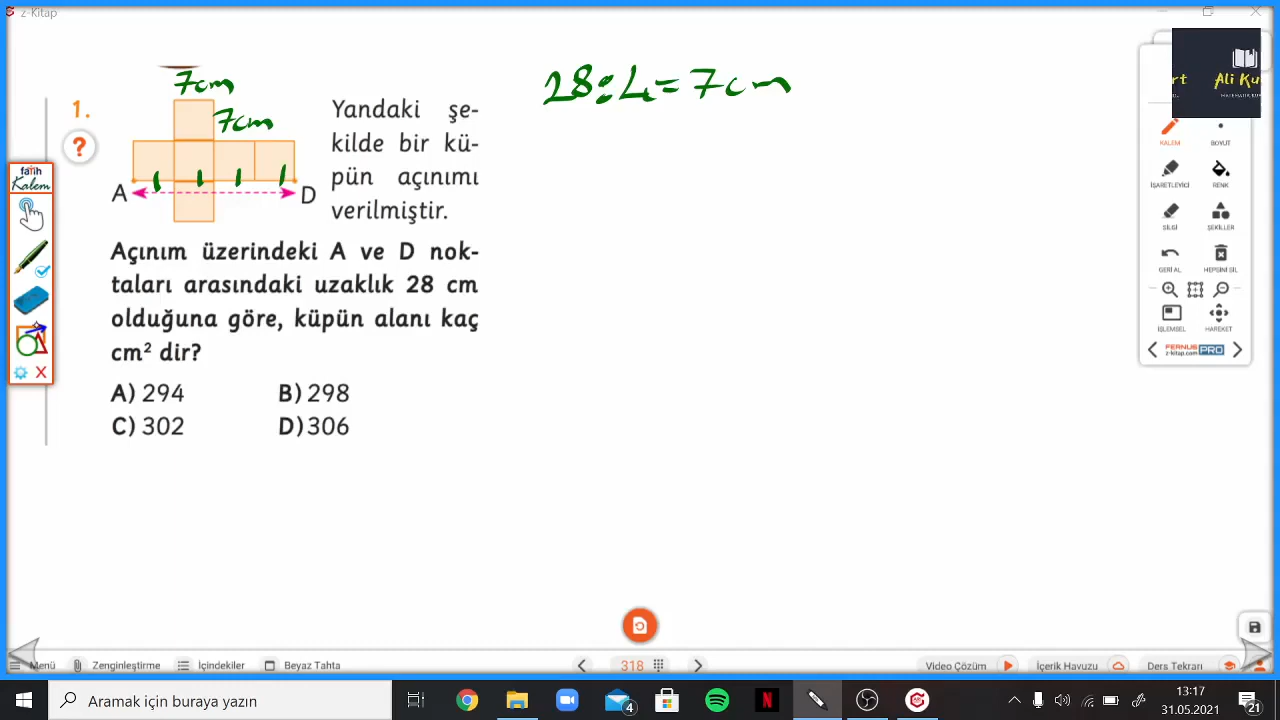 z-Kitap
7cm
28:4=7cm
Ali Ku
1.
7cm
?
Yandaki şe-
kilde bir kü-
pün açınımı
verilmiştir.
A
D
Açınım üzerindeki A ve D nok-
taları arasındaki uzaklık 28 cm
olduğuna göre, küpün alanı kaç
cm² dir?
A) 294 B) 298
C) 302 D) 306
fatih
Kalem
KALEM BOYUT
İŞARETLEYİCİ RENK
SİLGİ ŞEKİLLER
GERİ AL HEPSİNİ SİL
İŞLEMSEL HAREKET
FERNUS
z-kitap.com PRO
Menü Zenginleştirme İçindekiler Beyaz Tahta 318 Video Çözüm İçerik Havuzu Ders Tekrarı
Aramak için buraya yazın
4
N
13:17
31.05.2021
21